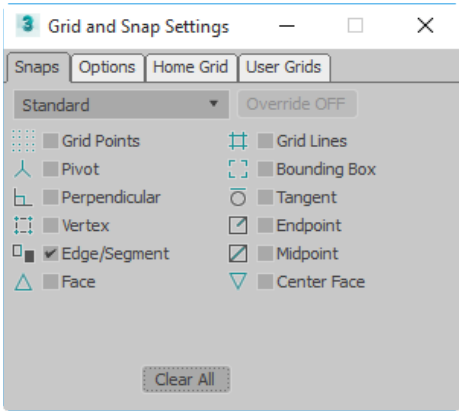 Grid and Snap Settings
Snaps Options Home Grid User Grids
Standard Override OFF
Grid Points Grid Lines
Pivot Bounding Box
Perpendicular Tangent
Vertex Endpoint
Edge/Segment Midpoint
Face Center Face
Clear All